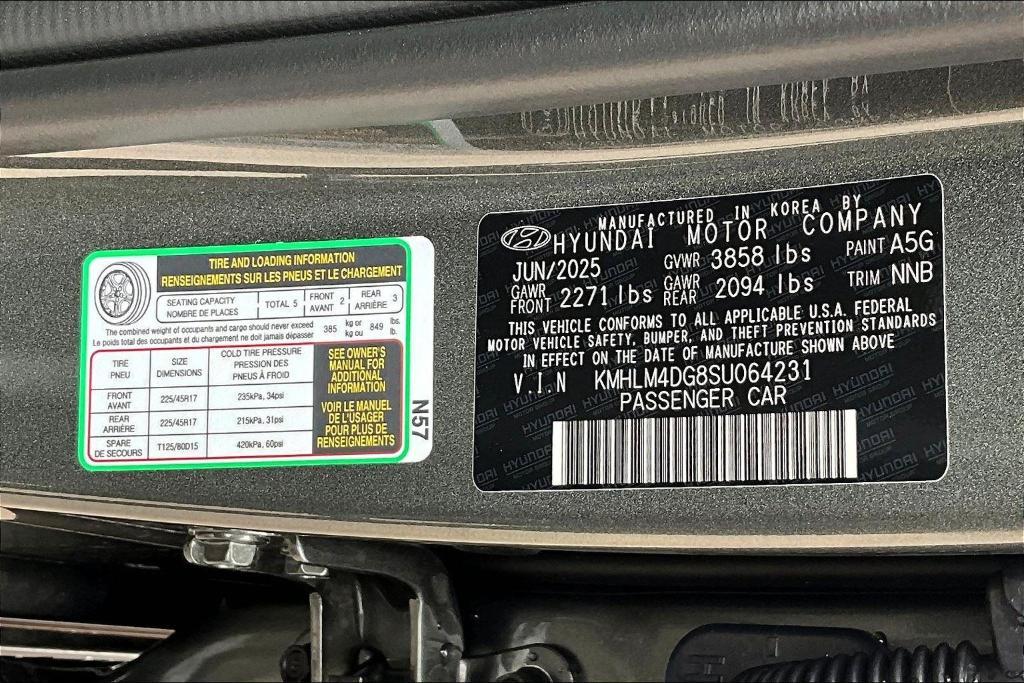 TIRE AND LOADING INFORMATION
RENSEIGNEMENTS SUR LES PNEUS ET LE CHARGEMENT
SEATING CAPACITY
NOMBRE DE PLACES
TOTAL 5
FRONT
AVANT 2
REAR
ARRIÈRE 3
The combined weight of occupants and cargo should never exceed
Le poids total des occupants et du chargement ne doit jamais dépasser
385 kg or
kg ou
849 lbs.
lb.
TIRE
PNEU
SIZE
DIMENSIONS
COLD TIRE PRESSURE
PRESSION DES
PNEUS À FROID
FRONT
AVANT
225/45R17
235kPa, 34psi
REAR
ARRIÈRE
225/45R17
215kPa, 31psi
SPARE
DE SECOURS
T125/80D15
420kPa, 60psi
SEE OWNER'S
MANUAL FOR
ADDITIONAL
INFORMATION
VOIR LE MANUEL
DE L'USAGER
POUR PLUS DE
RENSEIGNEMENTS
N57
MANUFACTURED IN KOREA BY
HYUNDAI MOTOR COMPANY
JUN/2025 GVWR 3858 lbs PAINT A5G
GAWR
FRONT 2271 lbs
GAWR
REAR 2094 lbs
TRIM NNB
THIS VEHICLE CONFORMS TO ALL APPLICABLE U.S.A. FEDERAL
MOTOR VEHICLE SAFETY, BUMPER, AND THEFT PREVENTION STANDARDS
IN EFFECT ON THE DATE OF MANUFACTURE SHOWN ABOVE
V.I.N KMHLM4DG8SU064231
PASSENGER CAR